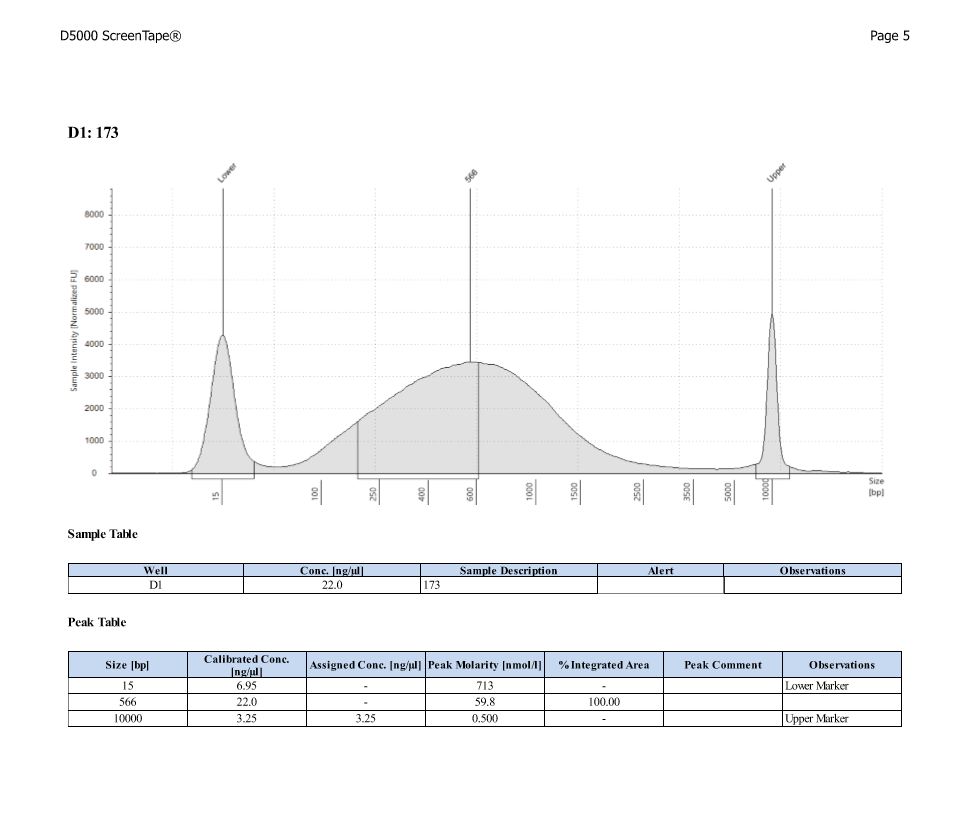 D5000 ScreenTape® Page 5
D1: 173
Lower 566 Upper
Sample Intensity [Normalized FU]
8000
7000
6000
5000
4000
3000
2000
1000
0
15 100 250 400 600 1000 1500 2500 3500 5000 10000 Size [bp]
Sample Table
Well Conc. [ng/µl] Sample Description Alert Observations
D1 22.0 173
Peak Table
Size [bp] Calibrated Conc. [ng/µl] Assigned Conc. [ng/µl] Peak Molarity [nmol/l] % Integrated Area Peak Comment Observations
15 6.95 - 713 - Lower Marker
566 22.0 - 59.8 100.00
10000 3.25 3.25 0.500 - Upper Marker